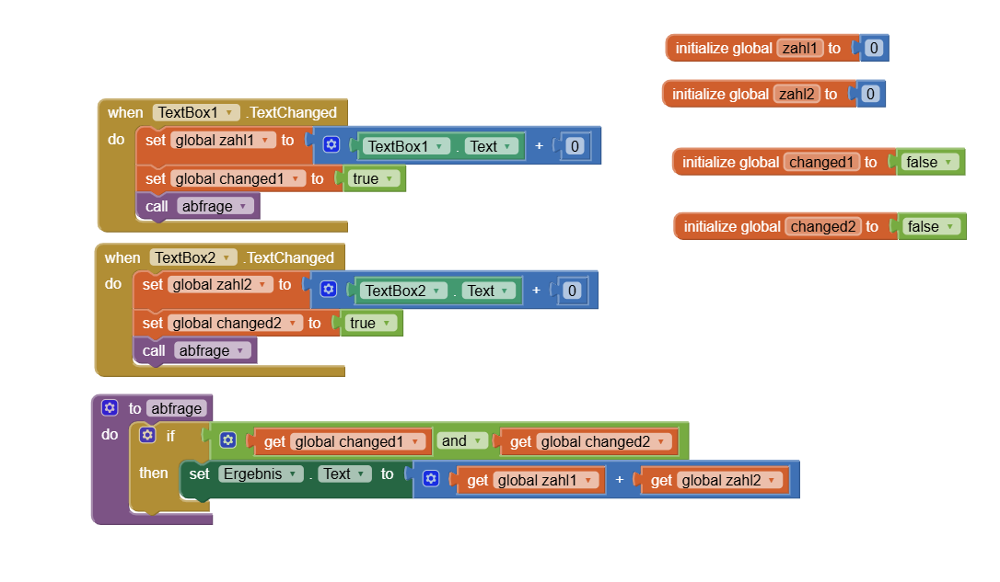 initialize global zahl1 to 0
initialize global zahl2 to 0
when TextBox1 .TextChanged
do set global zahl1 to TextBox1 . Text + 0
set global changed1 to true
call abfrage
initialize global changed1 to false
initialize global changed2 to false
when TextBox2 .TextChanged
do set global zahl2 to TextBox2 . Text + 0
set global changed2 to true
call abfrage
to abfrage
do if get global changed1 and get global changed2
then set Ergebnis . Text to get global zahl1 + get global zahl2